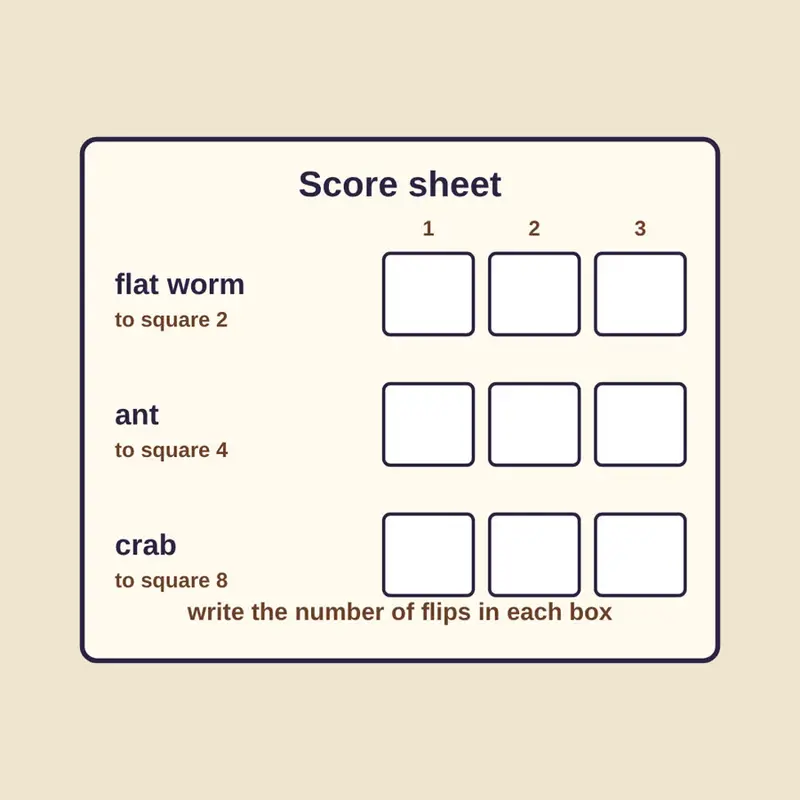 Score sheet
1 2 3
flat worm
to square 2
ant
to square 4
crab
to square 8
write the number of flips in each box